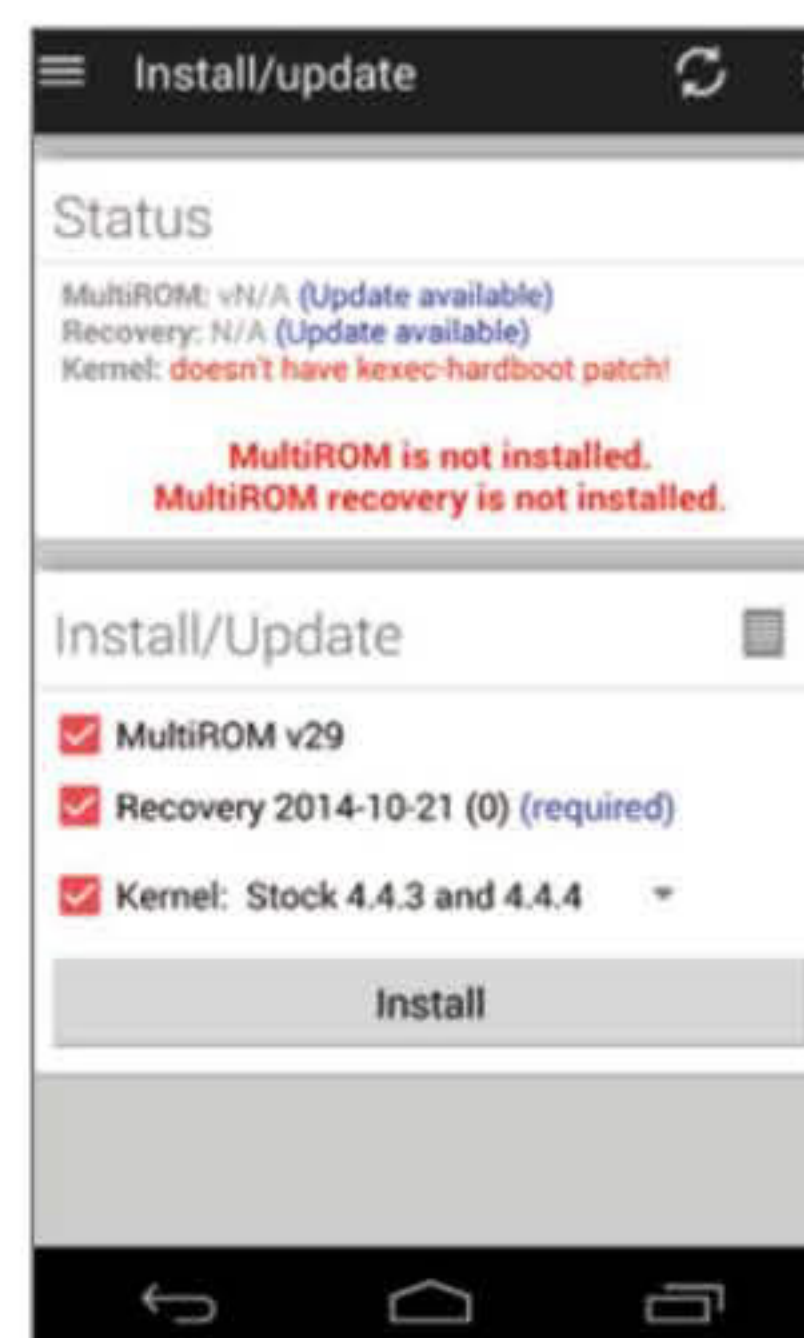 Install/update
Status
MultiROM: vN/A (Update available)
Recovery: N/A (Update available)
Kernel: doesn't have kexec-hardboot patch!
MultiROM is not installed.
MultiROM recovery is not installed.
Install/Update
MultiROM v29
Recovery 2014-10-21 (0) (required)
Kernel: Stock 4.4.3 and 4.4.4
Install